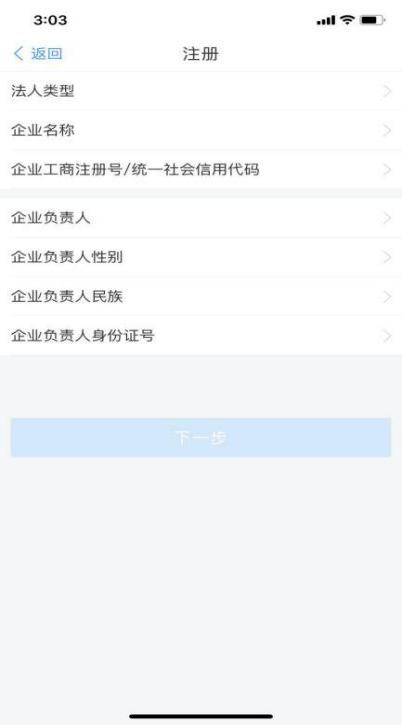 3:03
返回
注册
法人类型
企业名称
企业工商注册号/统一社会信用代码
企业负责人
企业负责人性别
企业负责人民族
企业负责人身份证号
下一步